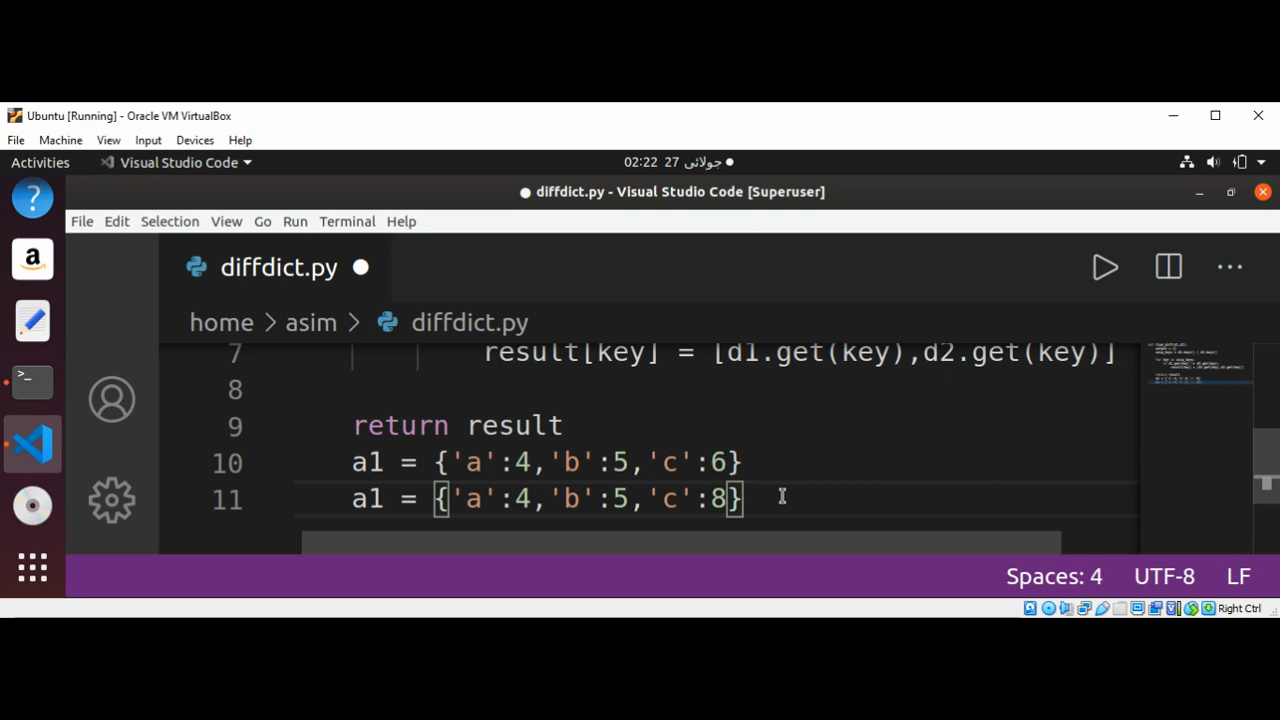 Ubuntu [Running] - Oracle VM VirtualBox
File Machine View Input Devices Help
Activities Visual Studio Code 02:22 27 جولائی
diffdict.py - Visual Studio Code [Superuser]
File Edit Selection View Go Run Terminal Help
diffdict.py
home > asim > diffdict.py
7 result[key] = [d1.get(key),d2.get(key)]
8
9 return result
10 a1 = {'a':4,'b':5,'c':6}
11 a1 = {'a':4,'b':5,'c':8}
Spaces: 4 UTF-8 LF
Right Ctrl